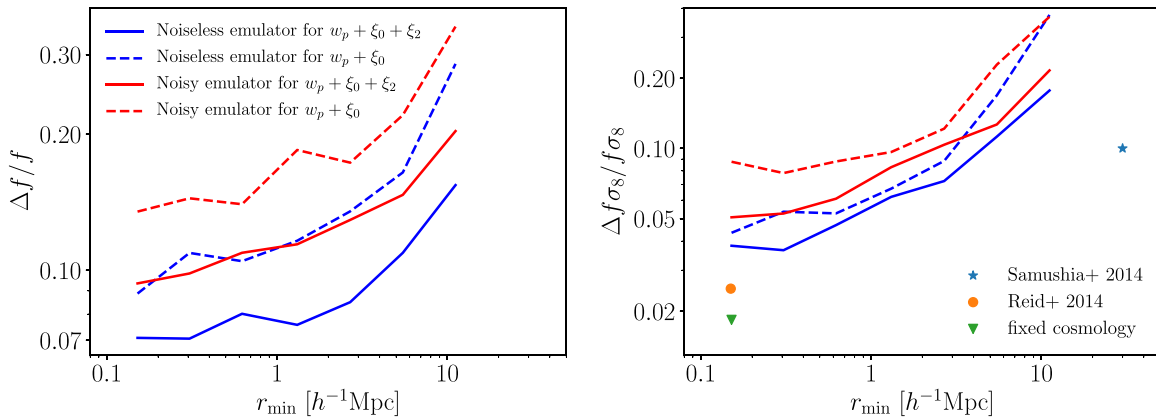 0.30
0.20
0.10
0.07
Δf/f
Noiseless emulator for w_p + ξ_0 + ξ_2
Noiseless emulator for w_p + ξ_0
Noisy emulator for w_p + ξ_0 + ξ_2
Noisy emulator for w_p + ξ_0
0.1 1 10
r_min [h^{-1}Mpc]
0.20
0.10
0.05
0.02
Δfσ_8/fσ_8
Samushia+ 2014
Reid+ 2014
fixed cosmology
0.1 1 10
r_min [h^{-1}Mpc]